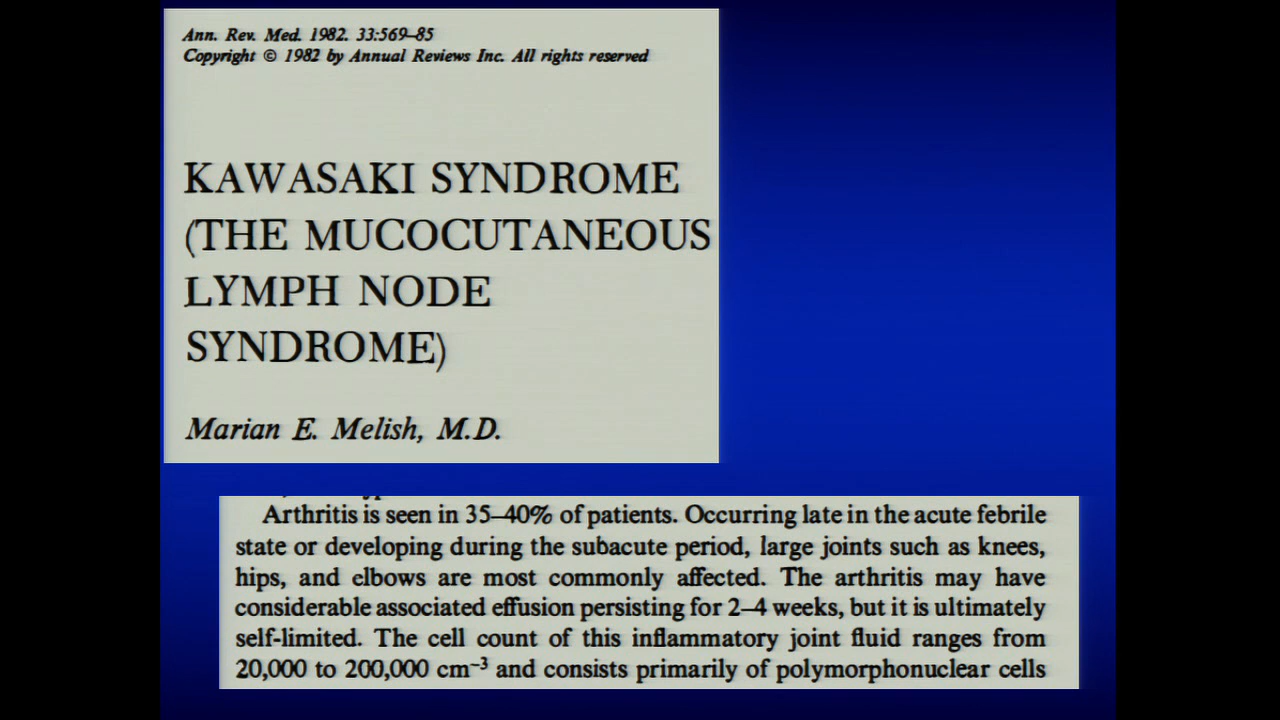 Ann. Rev. Med. 1982. 33:569–85
Copyright © 1982 by Annual Reviews Inc. All rights reserved
KAWASAKI SYNDROME
(THE MUCOCUTANEOUS
LYMPH NODE
SYNDROME)
Marian E. Melish, M.D.
Arthritis is seen in 35–40% of patients. Occurring late in the acute febrile
state or developing during the subacute period, large joints such as knees,
hips, and elbows are most commonly affected. The arthritis may have
considerable associated effusion persisting for 2–4 weeks, but it is ultimately
self-limited. The cell count of this inflammatory joint fluid ranges from
20,000 to 200,000 cm⁻³ and consists primarily of polymorphonuclear cells